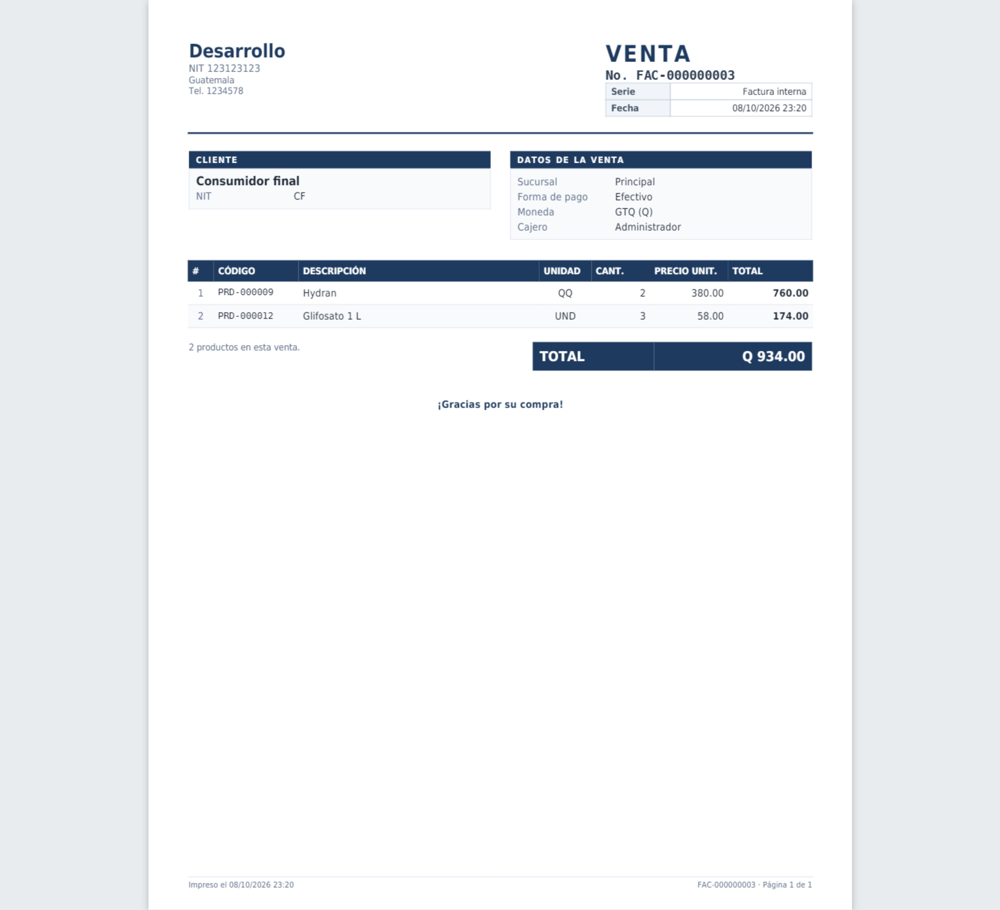 Desarrollo
NIT 123123123
Guatemala
Tel. 1234578
VENTA
No. FAC-000000003
Serie Factura interna
Fecha 08/10/2026 23:20
CLIENTE
Consumidor final
NIT CF
DATOS DE LA VENTA
Sucursal Principal
Forma de pago Efectivo
Moneda GTQ (Q)
Cajero Administrador
# CÓDIGO DESCRIPCIÓN UNIDAD CANT. PRECIO UNIT. TOTAL
1 PRD-000009 Hydran QQ 2 380.00 760.00
2 PRD-000012 Glifosato 1 L UND 3 58.00 174.00
2 productos en esta venta.
TOTAL Q 934.00
¡Gracias por su compra!
Impreso el 08/10/2026 23:20
FAC-000000003 · Página 1 de 1